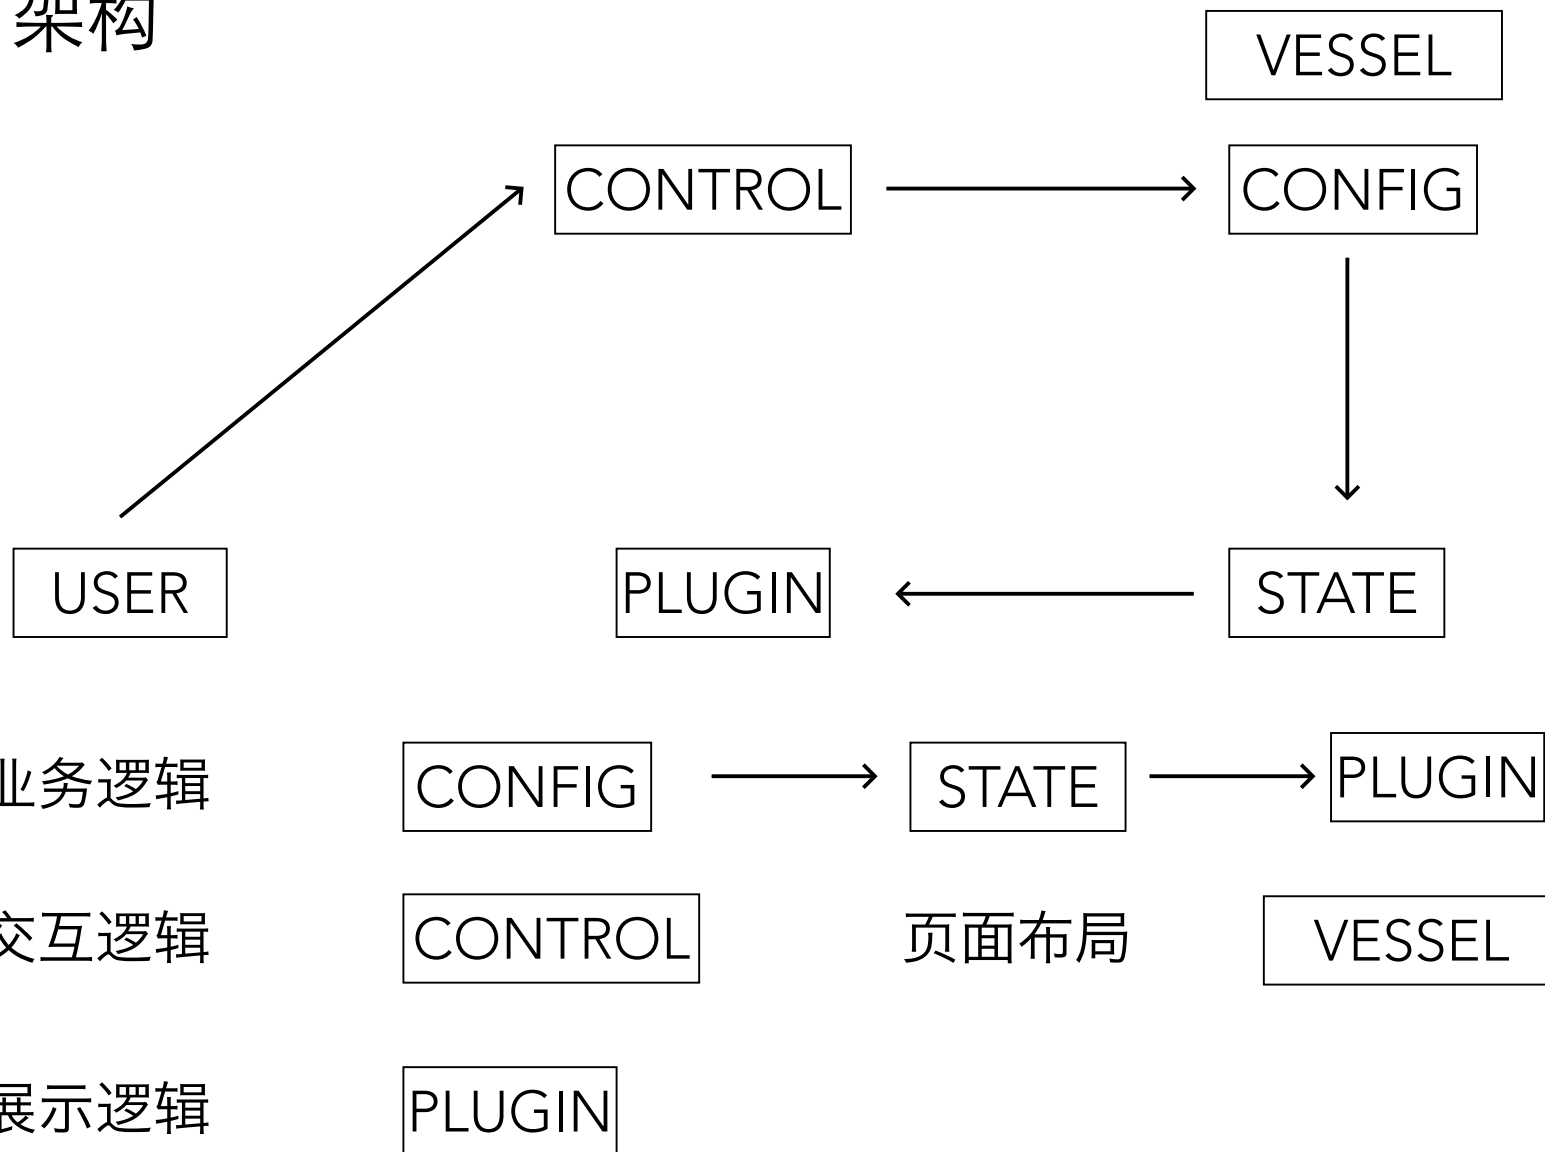 架构
VESSEL
CONTROL
CONFIG
USER
PLUGIN
STATE
业务逻辑
CONFIG
STATE
PLUGIN
交互逻辑
CONTROL
页面布局
VESSEL
展示逻辑
PLUGIN